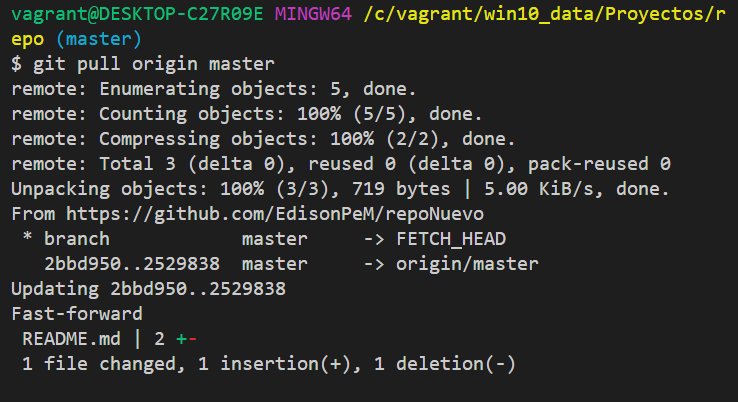 vagrant@DESKTOP-C27R09E MINGW64 /c/vagrant/win10_data/Proyectos/r
epo (master)
$ git pull origin master
remote: Enumerating objects: 5, done.
remote: Counting objects: 100% (5/5), done.
remote: Compressing objects: 100% (2/2), done.
remote: Total 3 (delta 0), reused 0 (delta 0), pack-reused 0
Unpacking objects: 100% (3/3), 719 bytes | 5.00 KiB/s, done.
From https://github.com/EdisonPeM/repoNuevo
 * branch            master     -> FETCH_HEAD
   2bbd950..2529838  master     -> origin/master
Updating 2bbd950..2529838
Fast-forward
 README.md | 2 +-
 1 file changed, 1 insertion(+), 1 deletion(-)